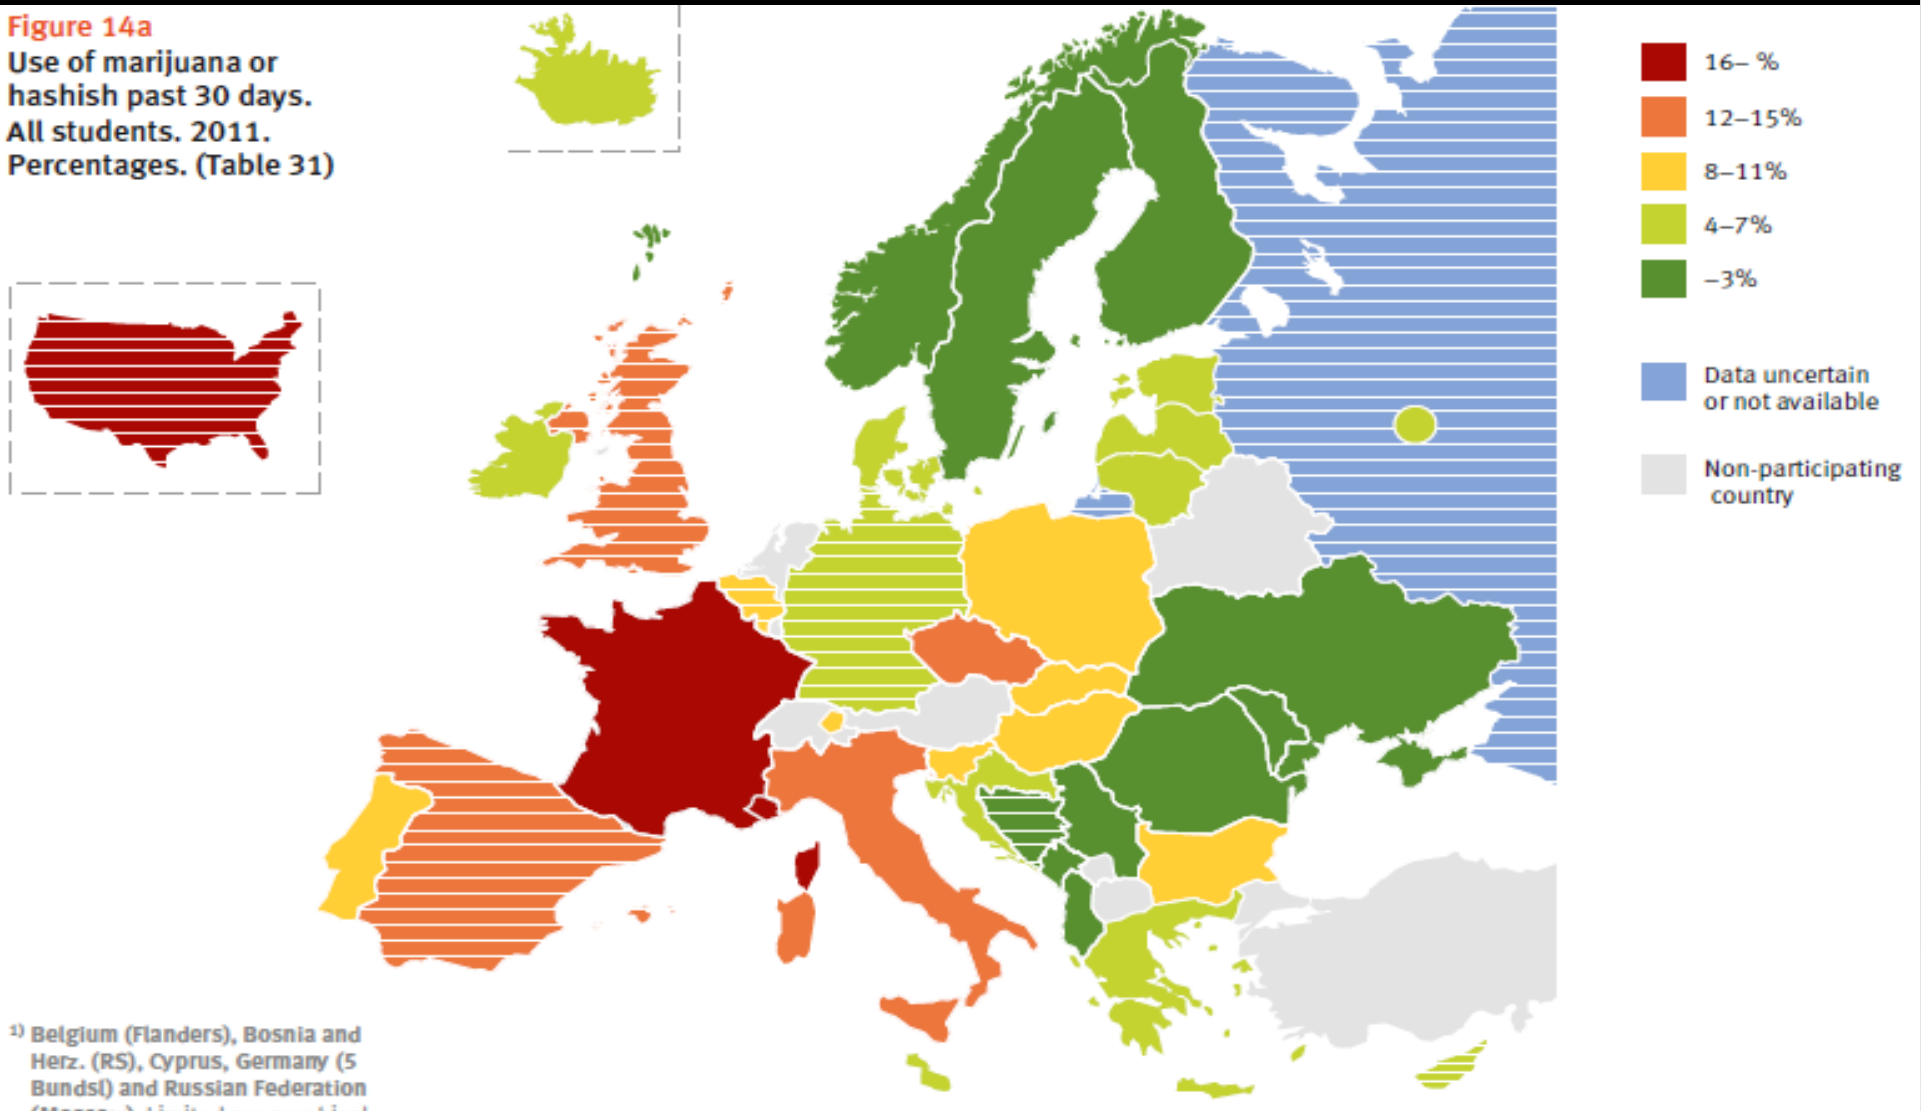 Figure 14a
Use of marijuana or
hashish past 30 days.
All students. 2011.
Percentages. (Table 31)
16– %
12–15%
8–11%
4–7%
–3%
Data uncertain
or not available
Non-participating
country
1) Belgium (Flanders), Bosnia and
Herz. (RS), Cyprus, Germany (5
Bundsl) and Russian Federation